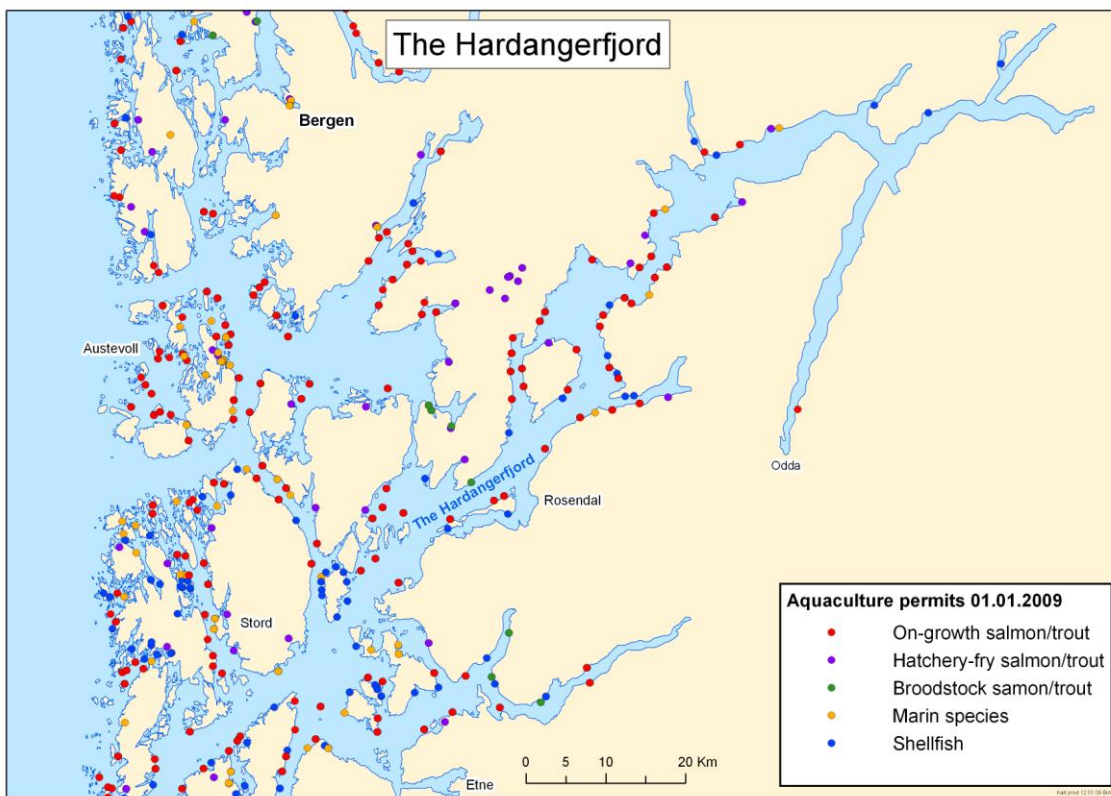 The Hardangerfjord
Bergen
Austevoll
Odda
The Hardangerfjord
Rosendal
Stord
Etne
0 5 10 20 Km
Aquaculture permits 01.01.2009
On-growth salmon/trout
Hatchery-fry salmon/trout
Broodstock samon/trout
Marin species
Shellfish